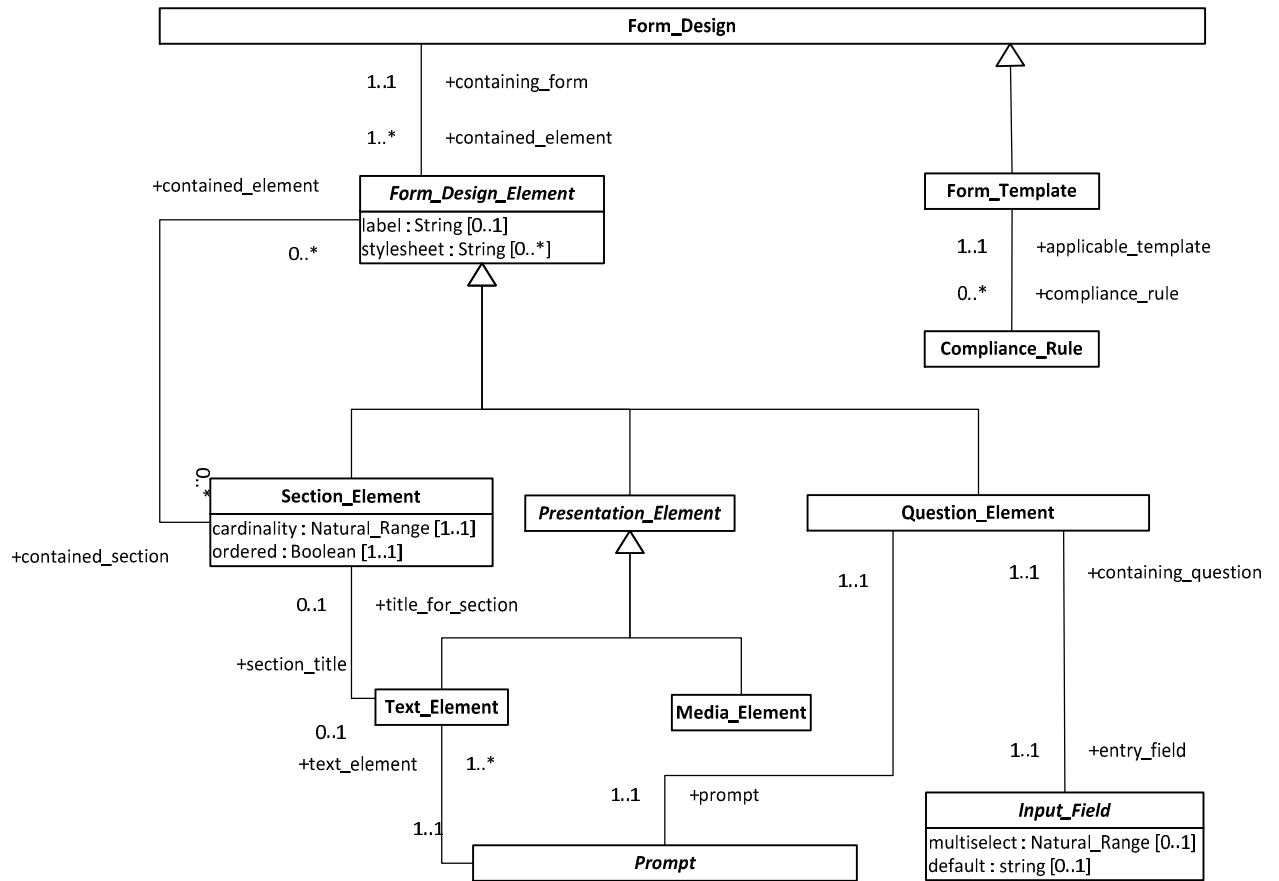 Form_Design
1..1 +containing_form
1..* +contained_element
+contained_element
Form_Design_Element
label : String [0..1]
stylesheet : String [0..*]
0..*
Form_Template
1..1 +applicable_template
0..* +compliance_rule
Compliance_Rule
0..*
Section_Element
cardinality : Natural_Range [1..1]
ordered : Boolean [1..1]
+contained_section
Presentation_Element
Question_Element
1..1
1..1 +containing_question
0..1 +title_for_section
+section_title
Text_Element
Media_Element
0..1
+text_element 1..*
1..1 +entry_field
1..1 +prompt
Input_Field
multiselect : Natural_Range [0..1]
default : string [0..1]
1..1
Prompt